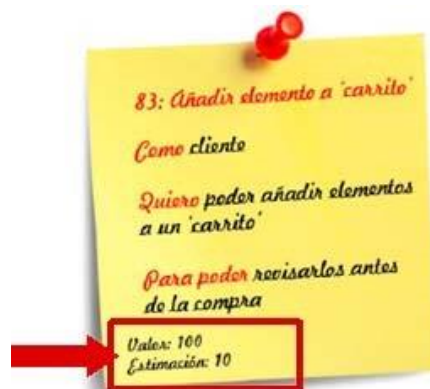 83: Añadir elemento a 'carrito'
Como cliente
Quiero poder añadir elementos
a un 'carrito'
Para poder revisarlos antes
de la compra
Valor: 100
Estimación: 10